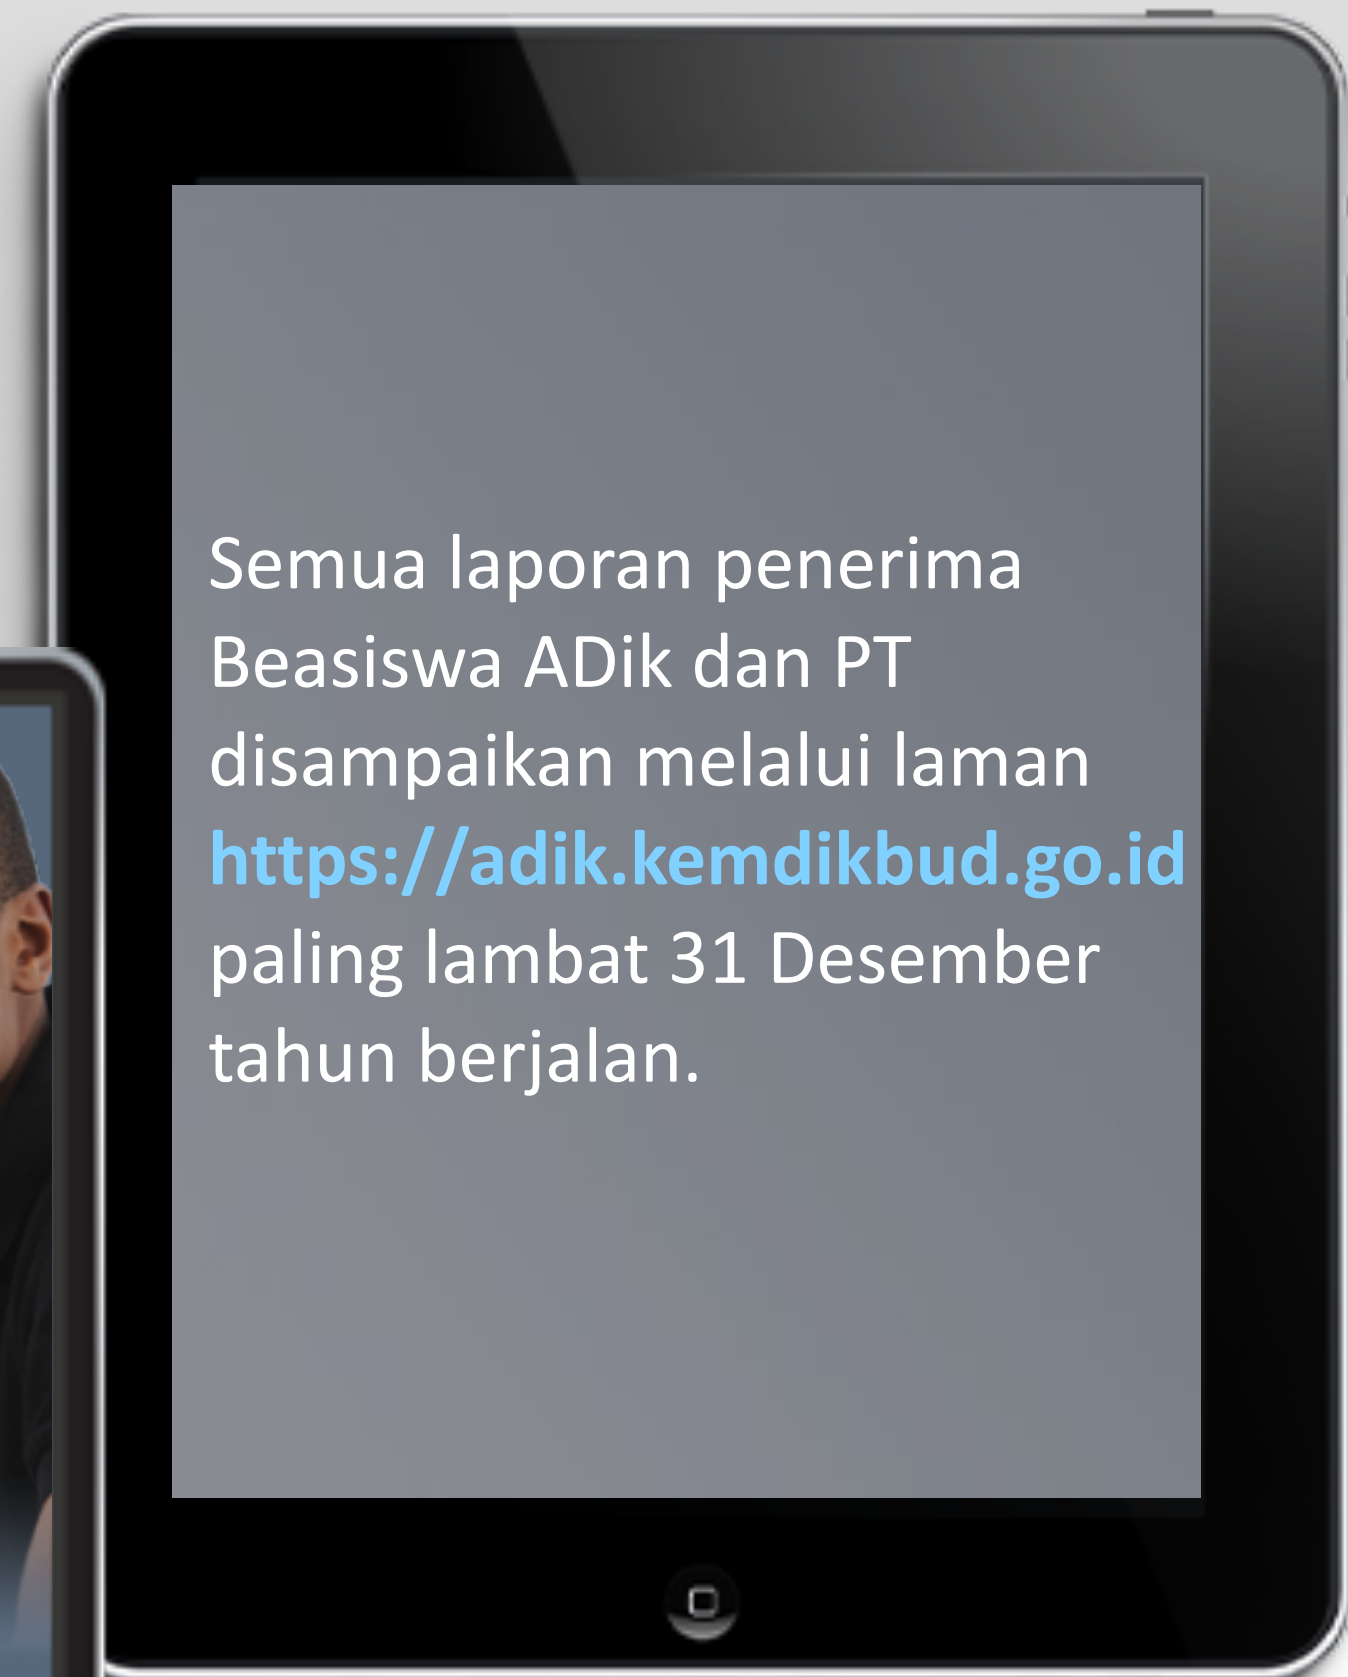 Semua laporan penerima
Beasiswa ADik dan PT
disampaikan melalui laman
https://adik.kemdikbud.go.id
paling lambat 31 Desember
tahun berjalan.